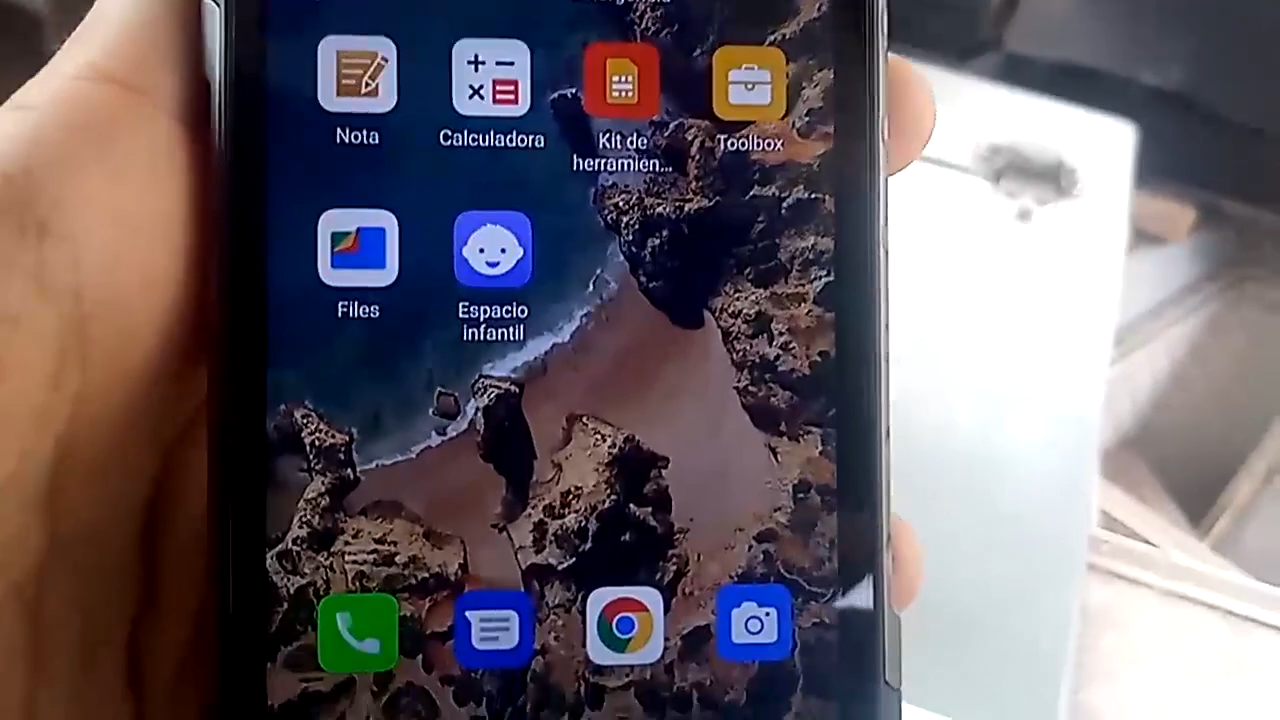 Nota
Calculadora
Kit de
herramien...
Toolbox
Files
Espacio
infantil